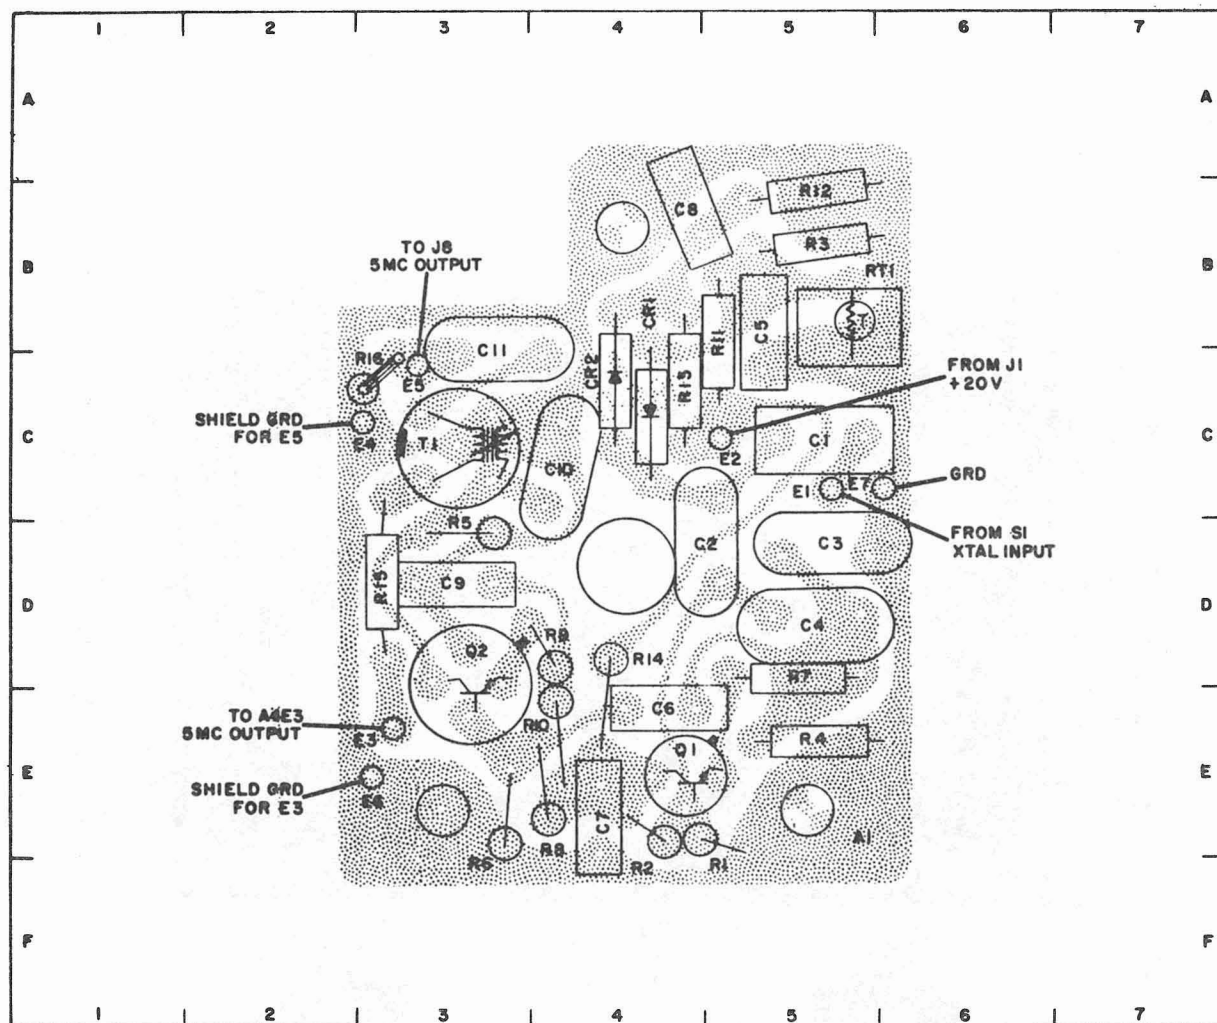 1 2 3 4 5 6 7
A A
R12
C8
R3
TO J8
5MC OUTPUT
B B
RT1
CR1
T
C5
R11
C11
R16
CR2
R13
E5
FROM J1
+20V
SHIELD GRD
FOR E5
C C
E4
T1
C1
E2
C10
GRD
E1
E7
R5
FROM S1
XTAL INPUT
C2
C3
R15
C9
D D
C4
R9
Q2
R14
R7
TO A4E3
5MC OUTPUT
C6
R10
E3
Q1
R4
E E
SHIELD GRD
FOR E3
E6
C7
A1
R6
R8
R2
R1
F F
1 2 3 4 5 6 7